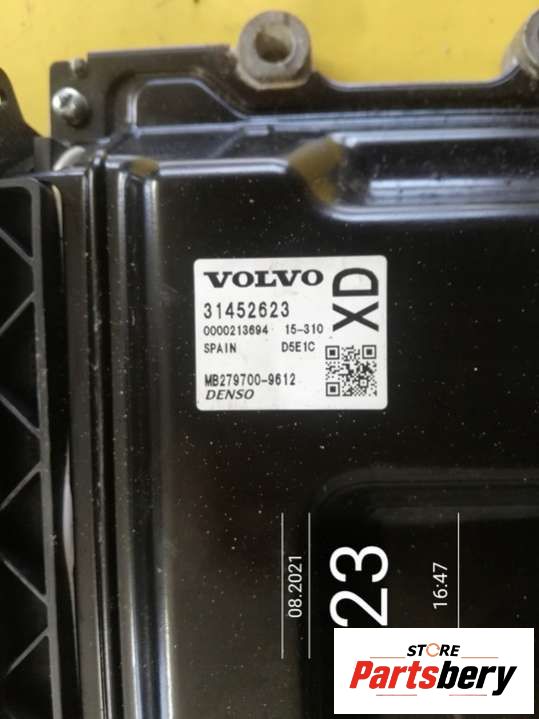 VOLVO
XD
31452623
0000213694 15-310
SPAIN D5E1C
MB279700-9612
DENSO
08.2021
23
16:47
STORE
Partsbery